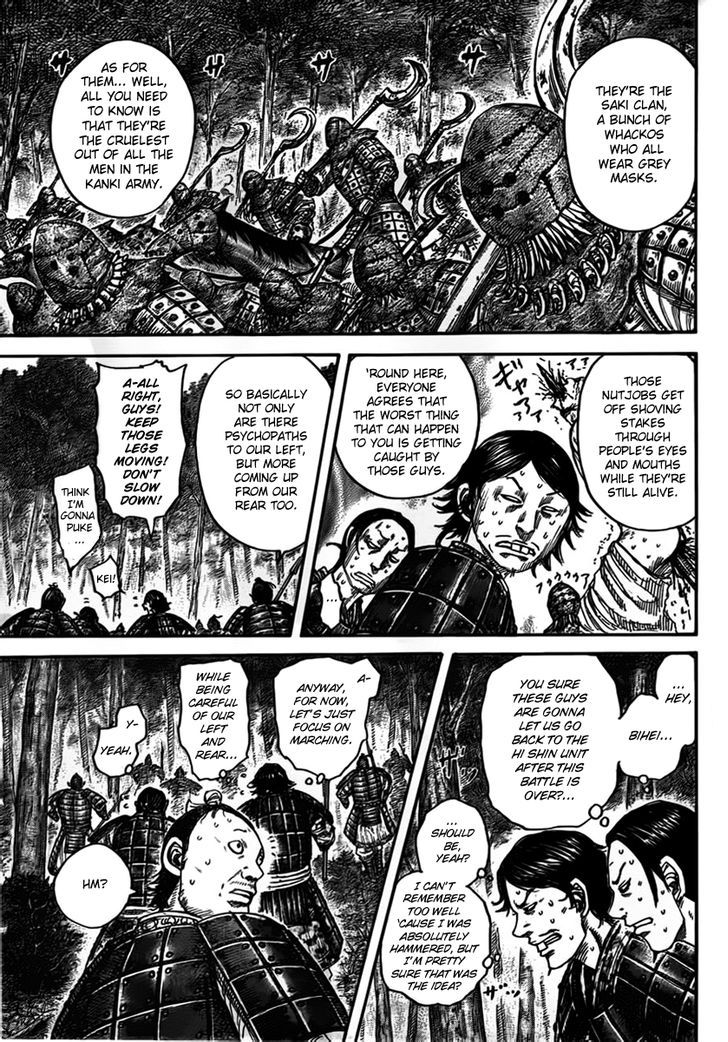 THEY'RE THE
SAKI CLAN,
A BUNCH OF
WHACKOS
WHO ALL
WEAR GREY
MASKS.
AS FOR
THEM... WELL,
ALL YOU NEED
TO KNOW IS
THAT THEY'RE
THE CRUELEST
OUT OF ALL THE
MEN IN THE
KANKI ARMY.
ザ
ザ
ザ
ザ
THOSE
NUTJOBS GET
OFF SHOVING
STAKES
THROUGH
PEOPLE'S EYES
AND MOUTHS
WHILE THEY'RE
STILL ALIVE.
'ROUND HERE,
EVERYONE
AGREES THAT
THE WORST THING
THAT CAN HAPPEN
TO YOU IS GETTING
CAUGHT BY
THOSE GUYS.
...
SO BASICALLY
NOT ONLY
ARE THERE
PSYCHOPATHS
TO OUR LEFT,
BUT MORE
COMING UP
FROM OUR
REAR TOO.
A-ALL
RIGHT,
GUYS!
KEEP
THOSE
LEGS
MOVING!
DON'T
SLOW
DOWN!
THINK
I'M
GONNA
PUKE
...
KEI!
...
HEY,
BIHEI...
YOU SURE
THESE GUYS
ARE GONNA
LET US GO
BACK TO THE
HI SHIN UNIT
AFTER THIS
BATTLE IS
OVER?...
...
SHOULD
BE,
YEAH?
I CAN'T
REMEMBER
TOO WELL
'CAUSE I WAS
ABSOLUTELY
HAMMERED, BUT
I'M PRETTY
SURE THAT WAS
THE IDEA?
A-
ANYWAY,
FOR NOW,
LET'S JUST
FOCUS ON
MARCHING.
WHILE
BEING
CAREFUL
OF OUR
LEFT
AND
REAR...
Y-
YEAH.
HM?